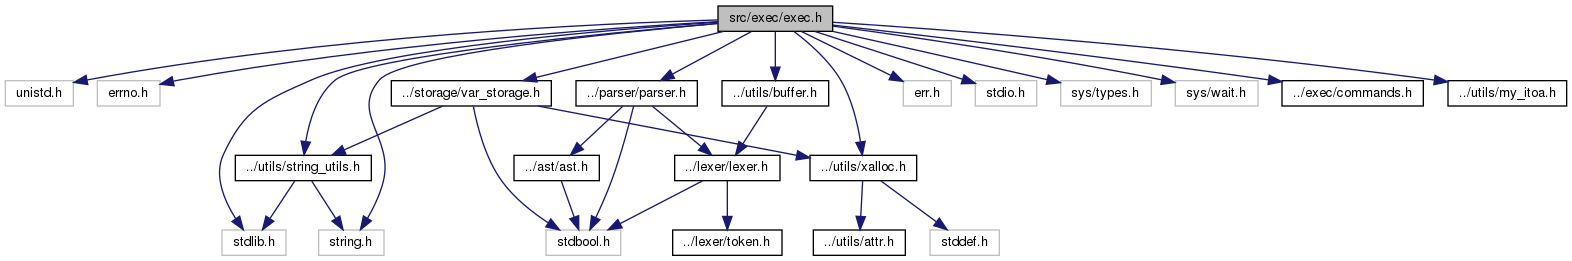 src/exec/exec.h
unistd.h
errno.h
../storage/var_storage.h
../parser/parser.h
../utils/buffer.h
err.h
stdio.h
sys/types.h
sys/wait.h
../exec/commands.h
../utils/my_itoa.h
../utils/string_utils.h
../ast/ast.h
../lexer/lexer.h
../utils/xalloc.h
stdlib.h
string.h
stdbool.h
../lexer/token.h
../utils/attr.h
stddef.h